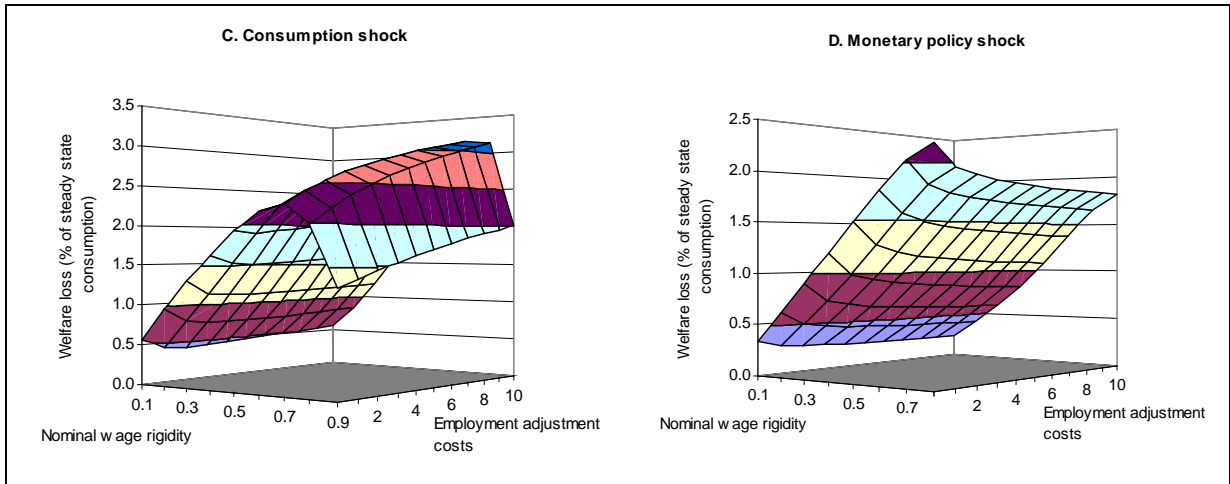 C. Consumption shock
3.5
3.0
2.5
2.0
1.5
1.0
0.5
0.0
Welfare loss (% of steady state
consumption)
0.1
0.3
0.5
0.7
0.9
Nominal wage rigidity
2
4
6
8
10
Employment adjustment
costs
D. Monetary policy shock
2.5
2.0
1.5
1.0
0.5
0.0
Welfare loss (% of steady state
consumption)
0.1
0.3
0.5
0.7
Nominal wage rigidity
2
4
6
8
10
Employment adjustment
costs